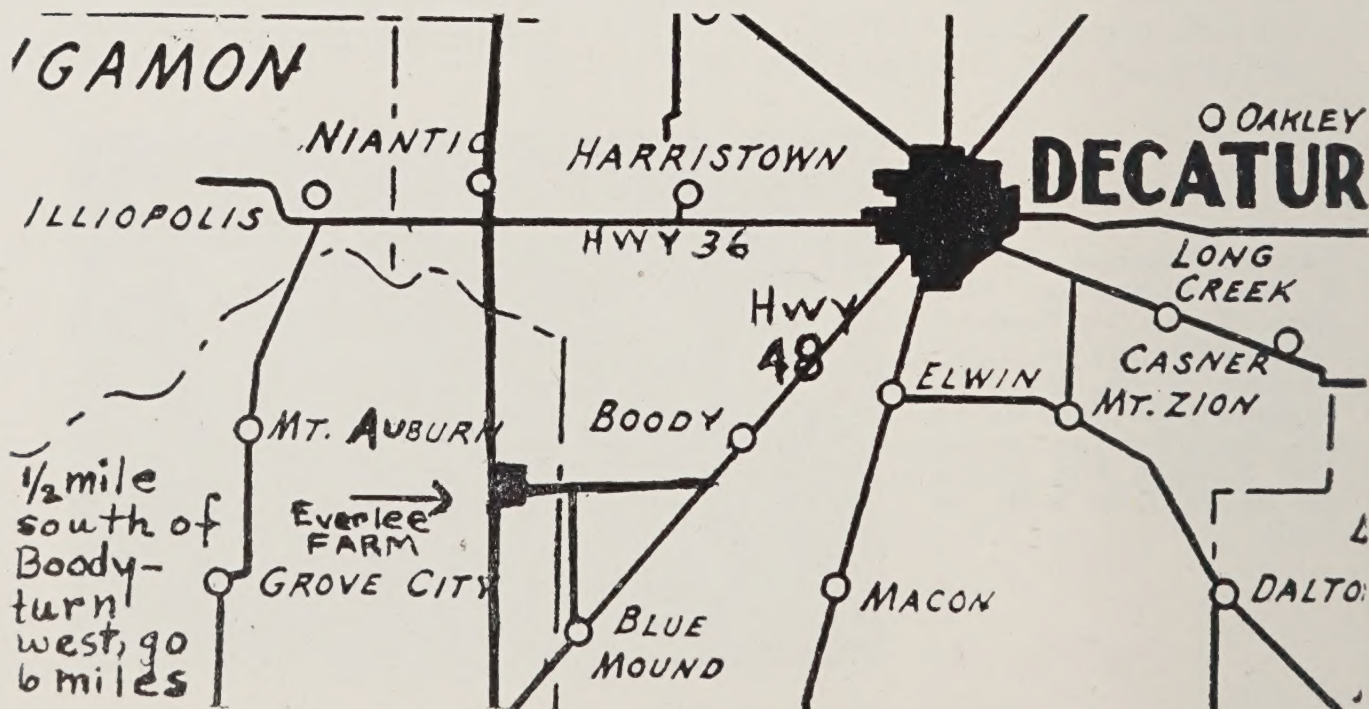 'GAMON
NIANTIC
HARRISTOWN
OAKLEY
DECATUR
ILLIOPOLIS
HWY 36
LONG
CREEK
HWY
48
CASNER
ELWIN
MT. ZION
BOODY
MT. AUBURN
1/2 mile
south of
Boody-
turn
west, go
6 miles
Everlee
FARM
GROVE CITY
BLUE
MOUND
MACON
DALTO
L